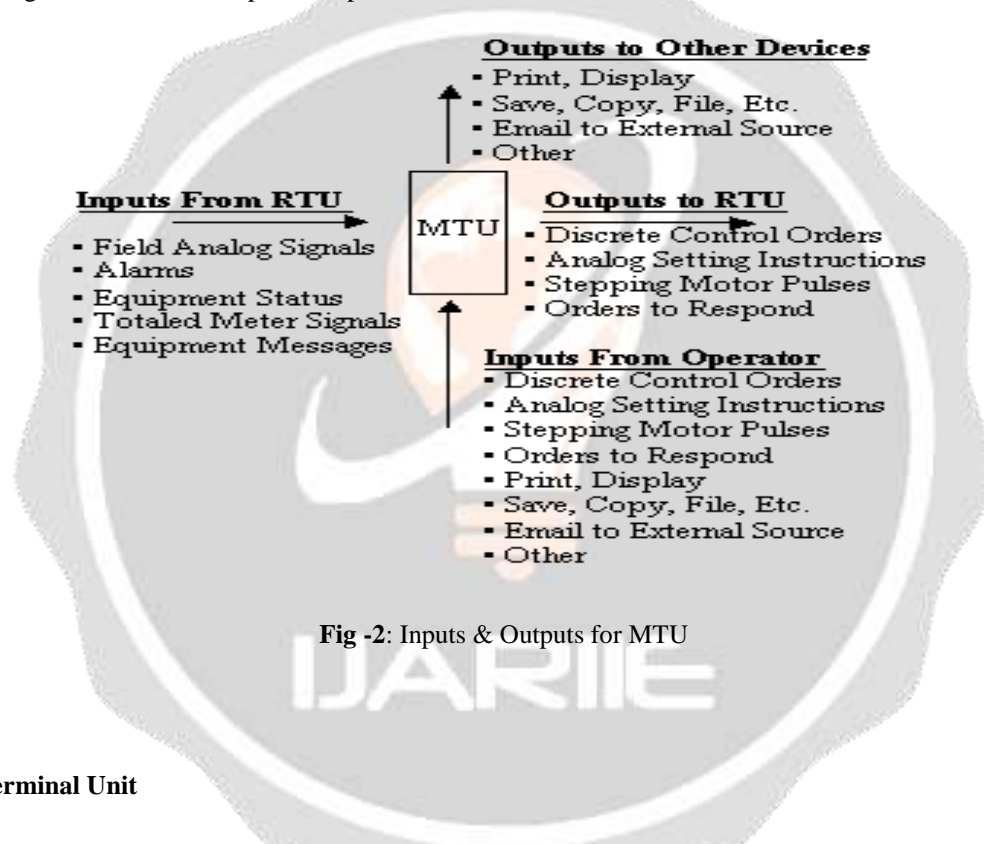 Outputs to Other Devices
▪ Print, Display
▪ Save, Copy, File, Etc.
▪ Email to External Source
▪ Other
Inputs From RTU
▪ Field Analog Signals
▪ Alarms
▪ Equipment Status
▪ Totaled Meter Signals
▪ Equipment Messages
MTU
Outputs to RTU
▪ Discrete Control Orders
▪ Analog Setting Instructions
▪ Stepping Motor Pulses
▪ Orders to Respond
Inputs From Operator
▪ Discrete Control Orders
▪ Analog Setting Instructions
▪ Stepping Motor Pulses
▪ Orders to Respond
▪ Print, Display
▪ Save, Copy, File, Etc.
▪ Email to External Source
▪ Other
Fig -2: Inputs & Outputs for MTU
IJARIIE
erminal Unit